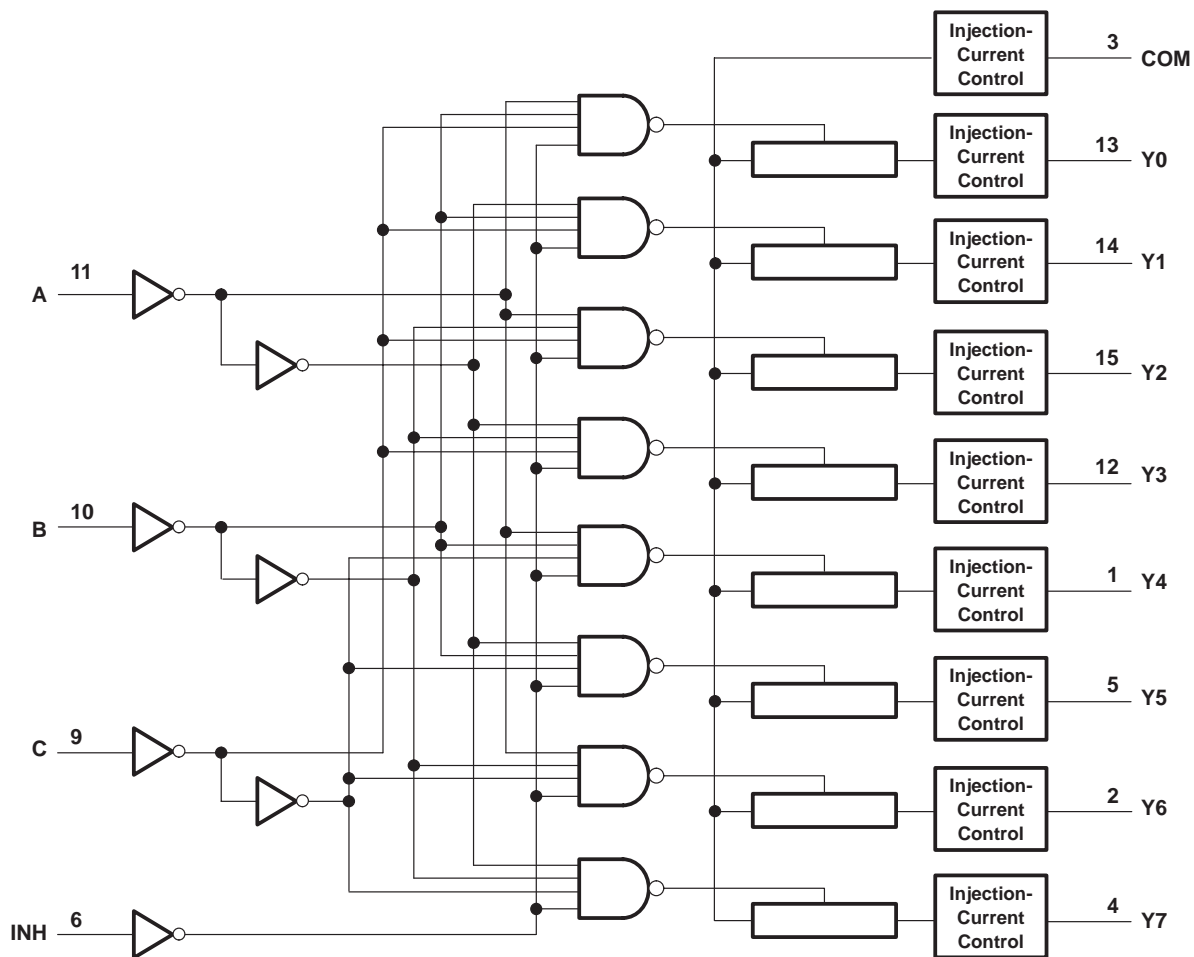 Injection-
Current
Control
3
COM
Injection-
Current
Control
13
Y0
Injection-
Current
Control
14
Y1
11
A
Injection-
Current
Control
15
Y2
Injection-
Current
Control
12
Y3
10
B
Injection-
Current
Control
1
Y4
Injection-
Current
Control
5
Y5
9
C
Injection-
Current
Control
2
Y6
Injection-
Current
Control
4
Y7
6
INH